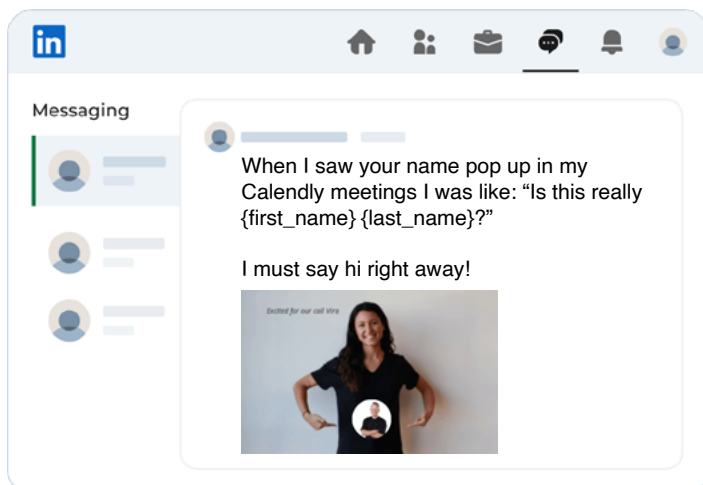 in
Messaging
When I saw your name pop up in my
Calendly meetings I was like: “Is this really
{first_name} {last_name}?”
I must say hi right away!
Excited for our call Vira